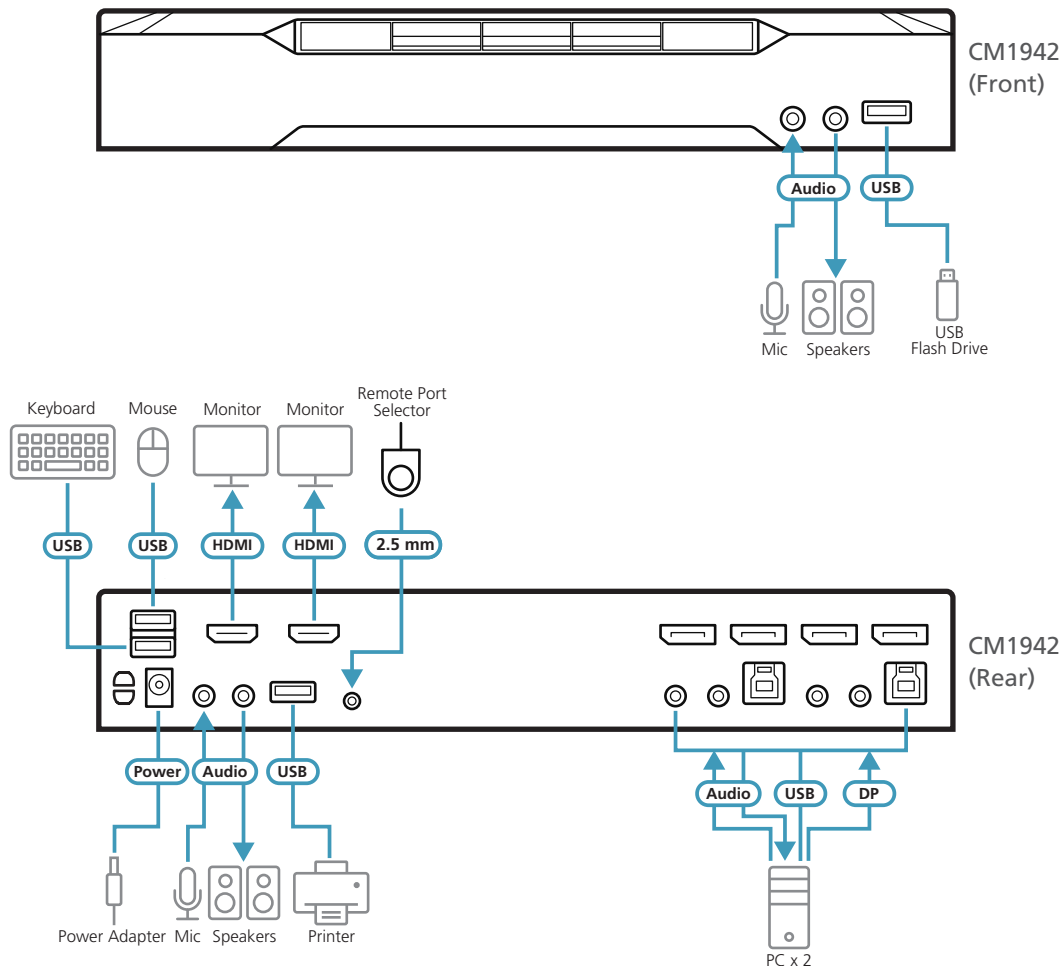 CM1942
(Front)
Audio
USB
Mic
Speakers
USB
Flash Drive
Keyboard
Mouse
Monitor
Monitor
Remote Port
Selector
USB
USB
HDMI
HDMI
2.5 mm
CM1942
(Rear)
Power
Audio
USB
Audio
USB
DP
Power Adapter
Mic
Speakers
Printer
PC x 2